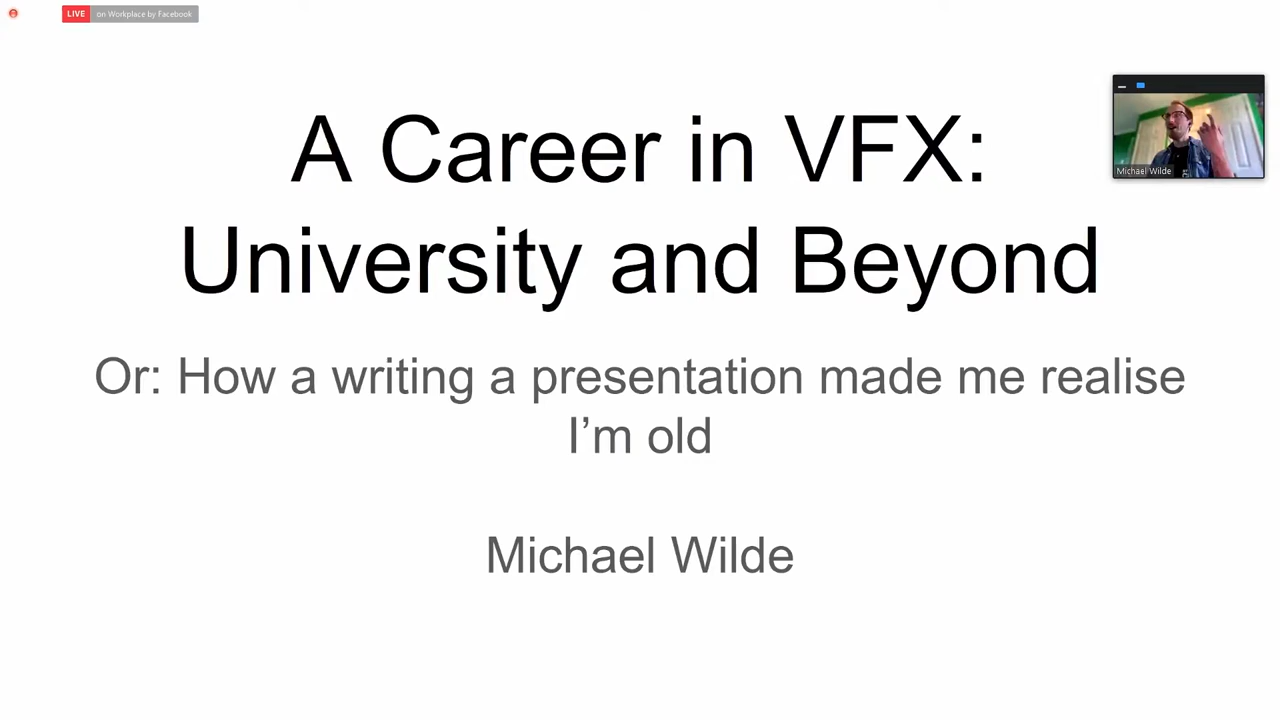 LIVE on Workplace by Facebook
A Career in VFX:
University and Beyond
Or: How a writing a presentation made me realise
I’m old
Michael Wilde
Michael Wilde